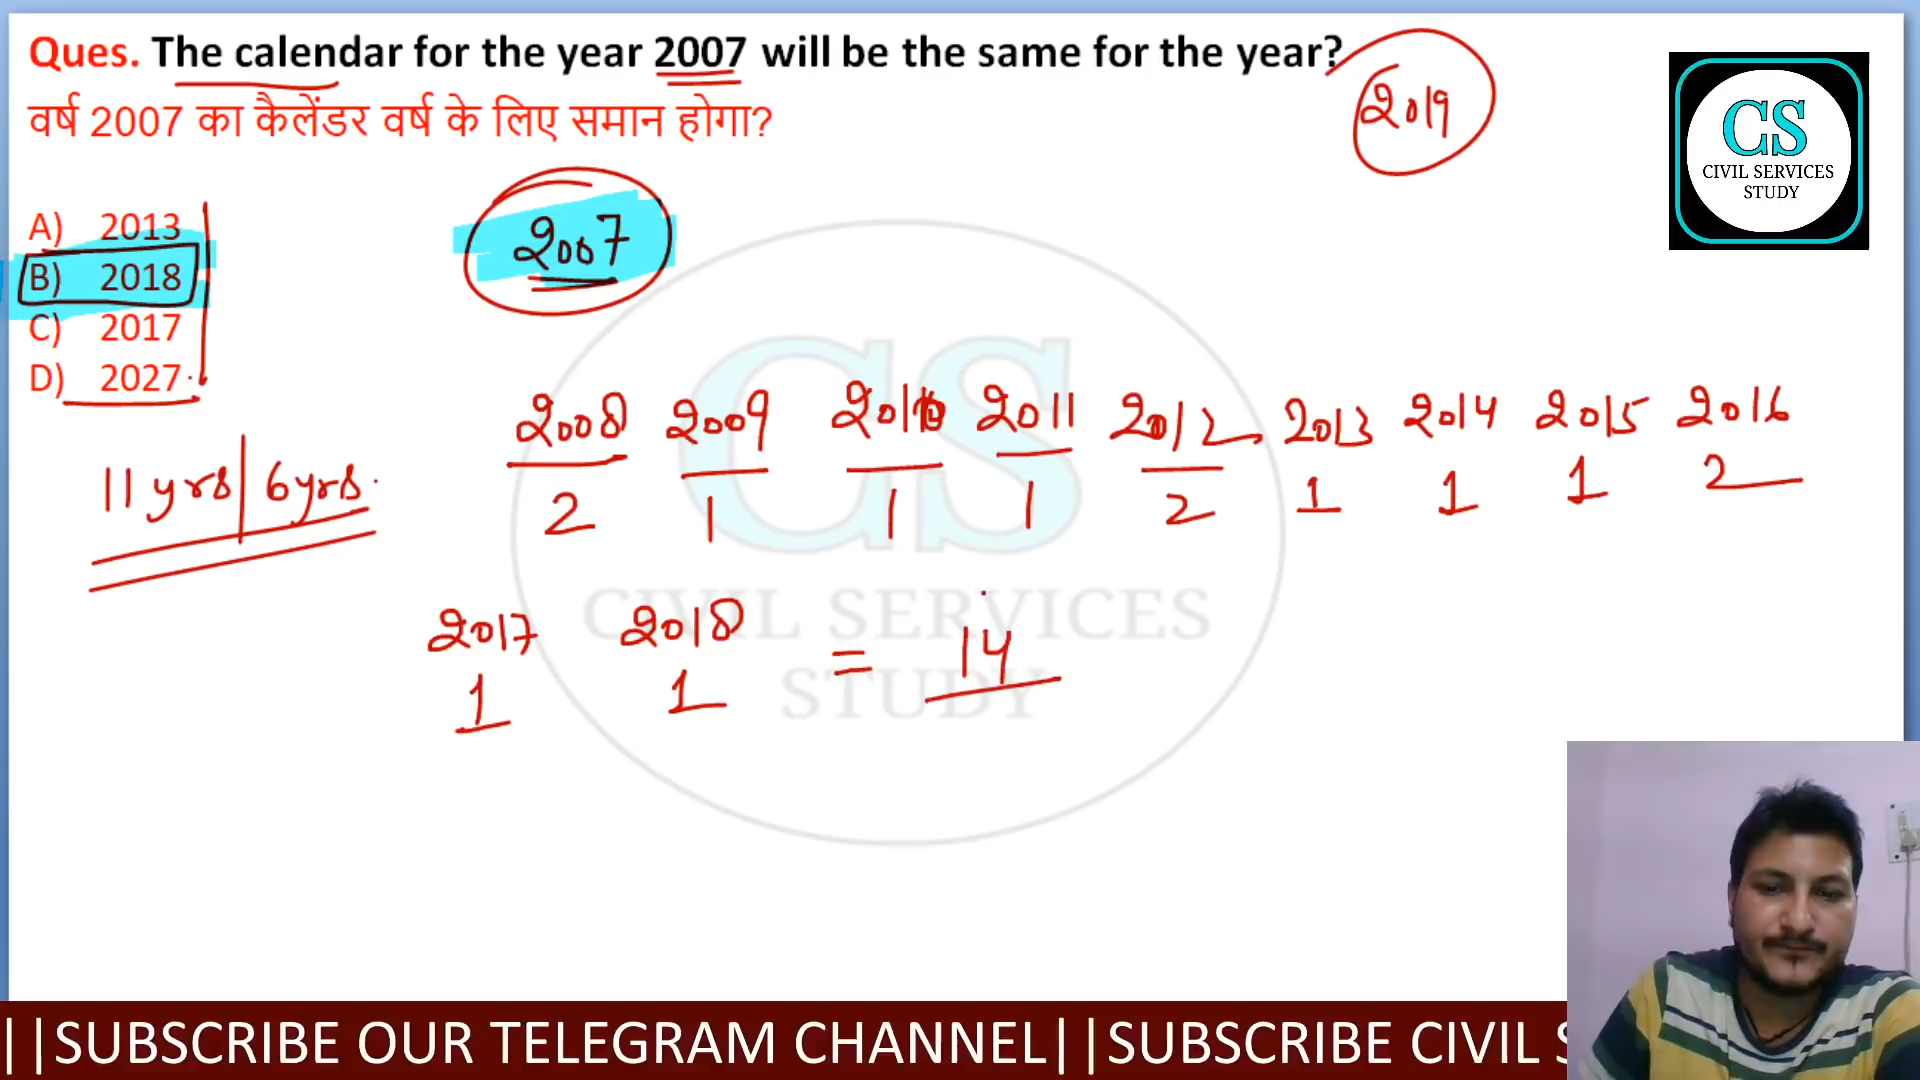 Ques. The calendar for the year 2007 will be the same for the year?
2019
वर्ष 2007 का कैलेंडर वर्ष के लिए समान होगा?
CS
CIVIL SERVICES
STUDY
A) 2013
B) 2018
C) 2017
D) 2027
2007
11 yrs | 6 yrs.
2008 2009 2010 2011 2012 2013 2014 2015 2016
2 1 1 1 2 1 1 1 2
2017 2018 = 14
1 1
CS
CIVIL SERVICES
STUDY
||SUBSCRIBE OUR TELEGRAM CHANNEL||SUBSCRIBE CIVIL S